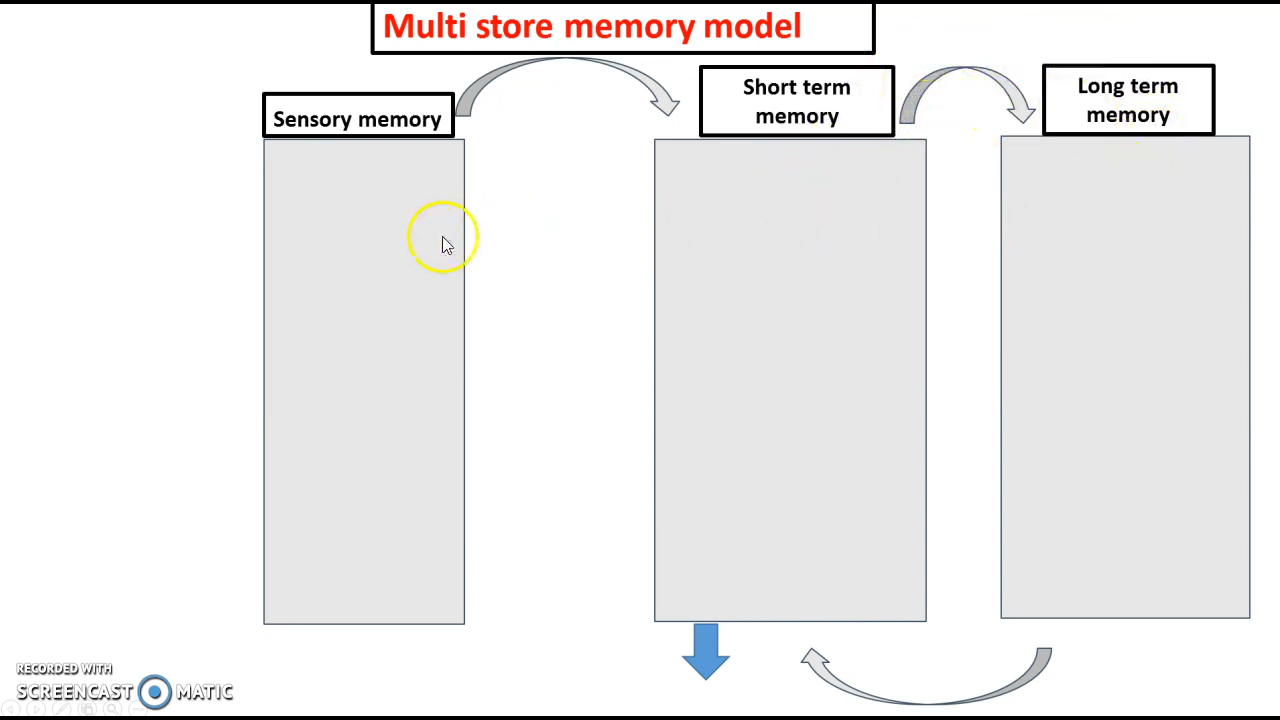 Multi store memory model
Sensory memory
Short term
memory
Long term
memory
RECORDED WITH
SCREENCAST MATIC